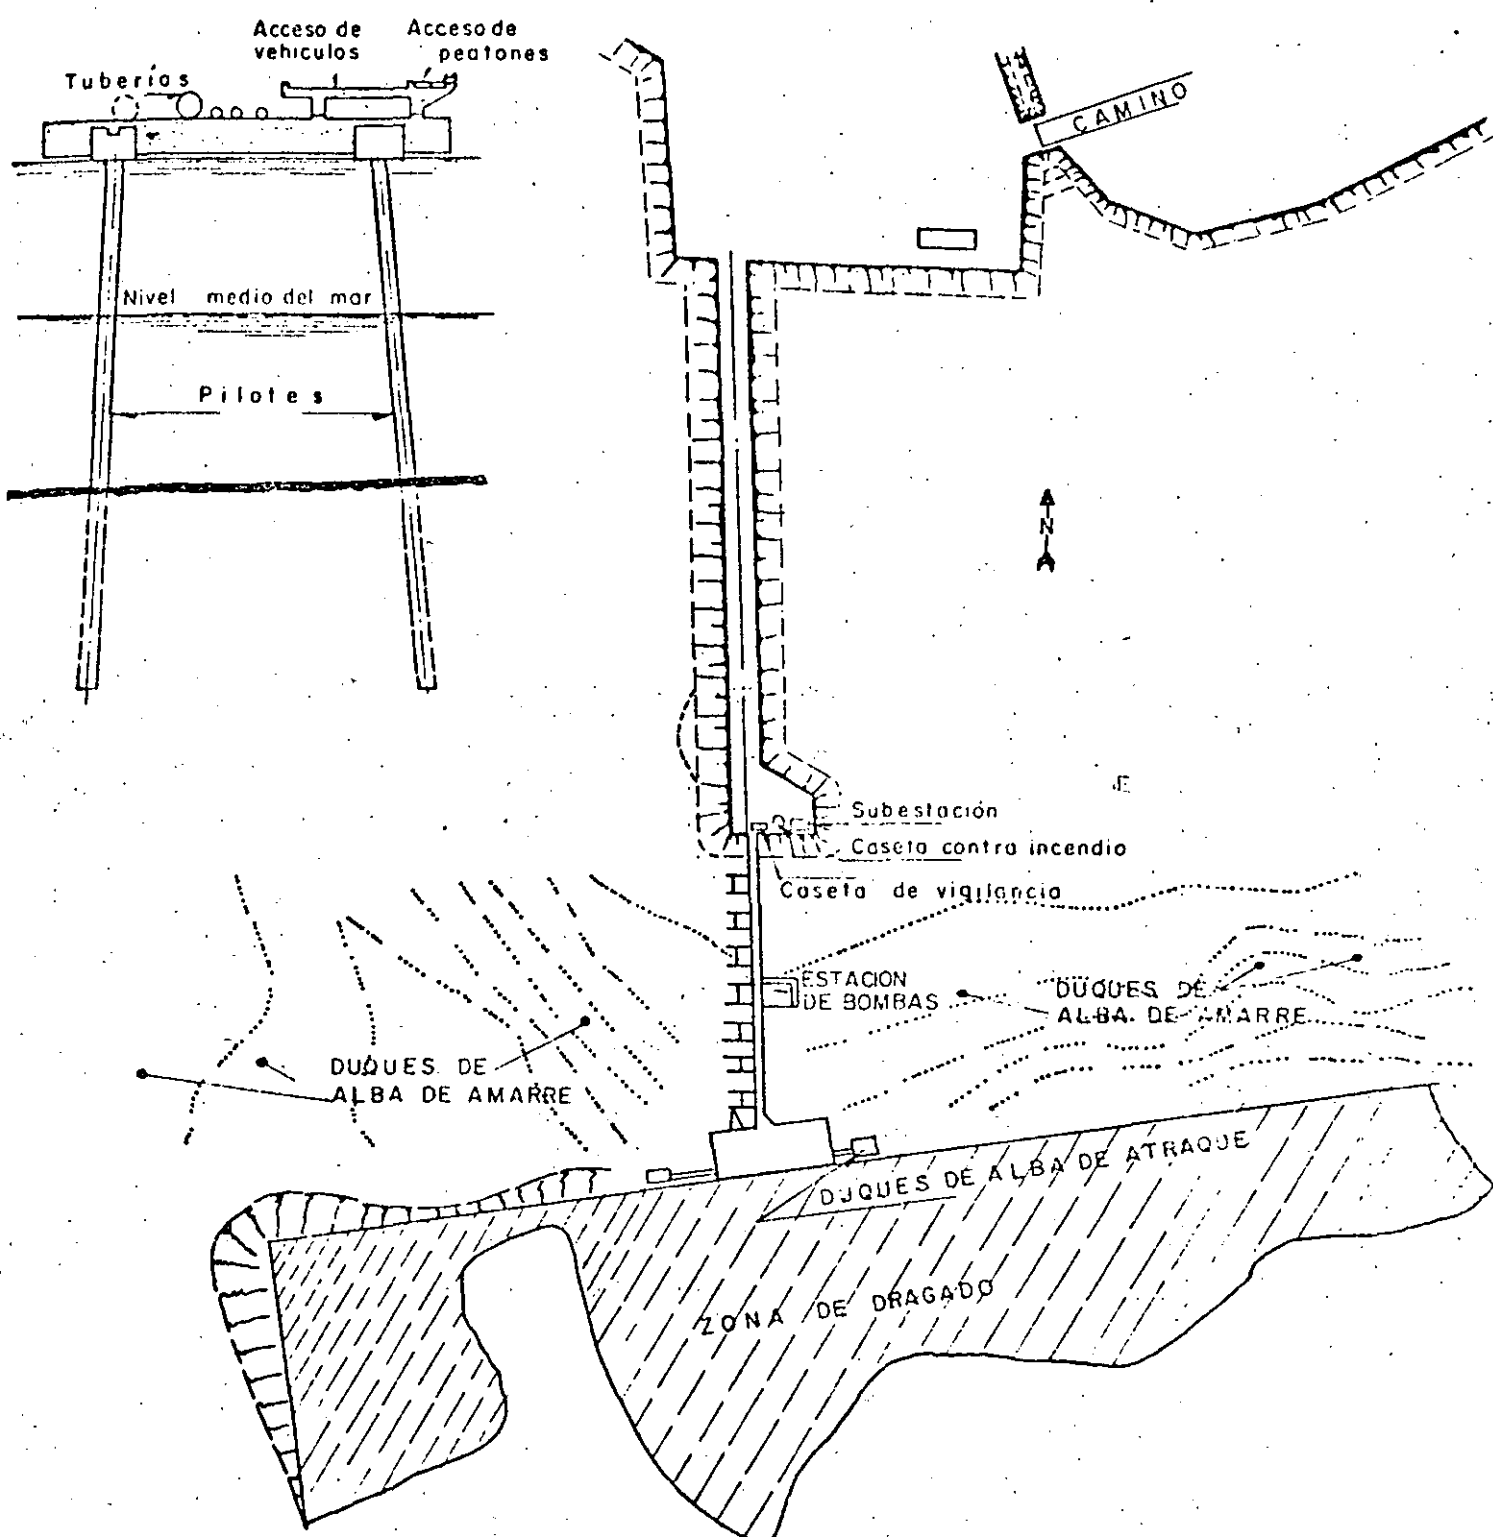 Acceso de
vehiculos
Acceso de
peatones
Tuberías
CAMINO
Nivel medio del mar
Pilotes
N
Subestación
Caseta contra incendio
Caseta de vigilancia
ESTACION
DE BOMBAS
DUQUES DE
ALBA DE AMARRE
DUQUES DE
ALBA DE AMARRE
DUQUES DE ALBA DE ATRAQUE
ZONA DE DRAGADO